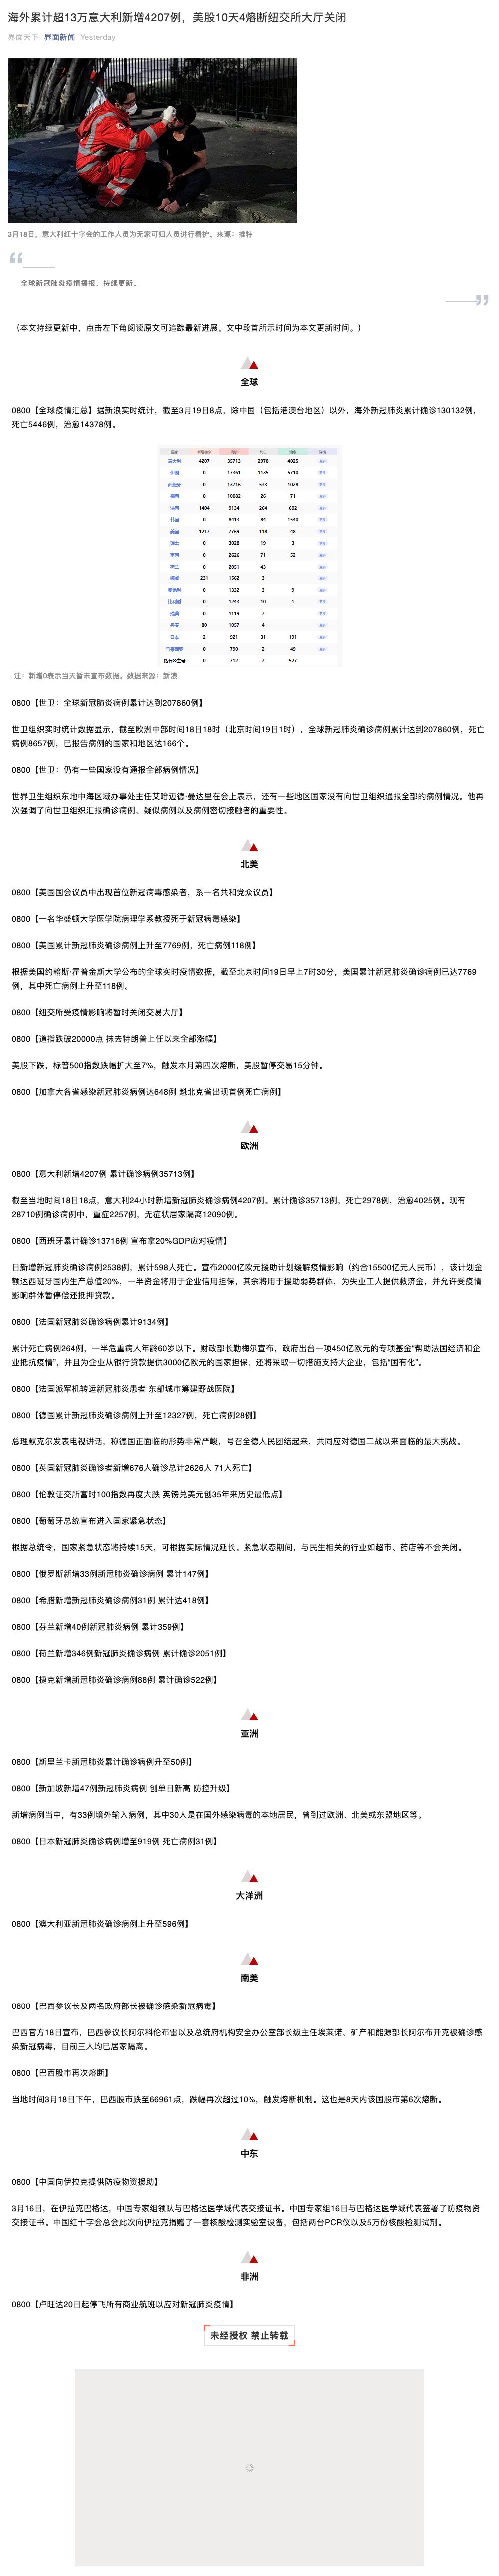 海外累计超13万意大利新增4207例，美股10天4熔断纽交所大厅关闭
界面天下 界面新闻 Yesterday
3月18日，意大利红十字会的工作人员为无家可归人员进行看护。来源：推特
全球新冠肺炎疫情播报，持续更新。
（本文持续更新中，点击左下角阅读原文可追踪最新进展。文中段首所示时间为本文更新时间。）
全球
0800【全球疫情汇总】据新浪实时统计，截至3月19日8点，除中国（包括港澳台地区）以外，海外新冠肺炎累计确诊130132例，
死亡5446例，治愈14378例。
意大利 4207 35713 2978 4025
伊朗 0 17361 1135 5710
西班牙 0 13716 533 1028
德国 0 10082 26 71
法国 1404 9134 264 602
韩国 0 8413 84 1540
美国 1217 7769 118 48
瑞士 0 3028 19 3
英国 0 2626 71 52
荷兰 0 2051 43
挪威 231 1562 3
奥地利 0 1332 3 9
比利时 0 1243 10 1
瑞典 0 1119 7
丹麦 80 1057 4
日本 2 921 31 191
马来西亚 0 790 2 49
钻石公主号 0 712 7 527
注：新增0表示当天暂未宣布数据。数据来源：新浪
0800【世卫：全球新冠肺炎病例累计达到207860例】
世卫组织实时统计数据显示，截至欧洲中部时间18日18时（北京时间19日1时），全球新冠肺炎确诊病例累计达到207860例，死亡
病例8657例，已报告病例的国家和地区达166个。
0800【世卫：仍有一些国家没有通报全部病例情况】
世界卫生组织东地中海区域办事处主任艾哈迈德·曼达里在会上表示，还有一些地区国家没有向世卫组织通报全部的病例情况。他再
次强调了向世卫组织汇报确诊病例、疑似病例以及病例密切接触者的重要性。
北美
0800【美国国会议员中出现首位新冠病毒感染者，系一名共和党众议员】
0800【一名华盛顿大学医学院病理学系教授死于新冠病毒感染】
0800【美国累计新冠肺炎确诊病例上升至7769例，死亡病例118例】
根据美国约翰斯·霍普金斯大学公布的全球实时疫情数据，截至北京时间19日早上7时30分，美国累计新冠肺炎确诊病例已达7769
例，其中死亡病例上升至118例。
0800【纽交所受疫情影响将暂时关闭交易大厅】
0800【道指跌破20000点 抹去特朗普上任以来全部涨幅】
美股下跌，标普500指数跌幅扩大至7%，触发本月第四次熔断，美股暂停交易15分钟。
0800【加拿大各省感染新冠肺炎病例达648例 魁北克省出现首例死亡病例】
欧洲
0800【意大利新增4207例 累计确诊病例35713例】
截至当地时间18日18点，意大利24小时新增新冠肺炎确诊病例4207例。累计确诊35713例，死亡2978例，治愈4025例。现有
28710例确诊病例中，重症2257例，无症状居家隔离12090例。
0800【西班牙累计确诊13716例 宣布拿20%GDP应对疫情】
日新增新冠肺炎确诊病例2538例，累计598人死亡。宣布2000亿欧元援助计划缓解疫情影响（约合15500亿元人民币），该计划金
额达西班牙国内生产总值20%，一半资金将用于企业信用担保，其余将用于援助弱势群体，为失业工人提供救济金，并允许受疫情
影响群体暂停偿还抵押贷款。
0800【法国新冠肺炎确诊病例累计9134例】
累计死亡病例264例，一半危重病人年龄60岁以下。财政部长勒梅尔宣布，政府出台一项450亿欧元的专项基金“帮助法国经济和企
业抵抗疫情”，并且为企业从银行贷款提供3000亿欧元的国家担保，还将采取一切措施支持大企业，包括“国有化”。
0800【法国派军机转运新冠肺炎患者 东部城市筹建野战医院】
0800【德国累计新冠肺炎确诊病例上升至12327例，死亡病例28例】
总理默克尔发表电视讲话，称德国正面临的形势非常严峻，号召全德人民团结起来，共同应对德国二战以来面临的最大挑战。
0800【英国新冠肺炎确诊者新增676人确诊总计2626人 71人死亡】
0800【伦敦证交所富时100指数再度大跌 英镑兑美元创35年来历史最低点】
0800【葡萄牙总统宣布进入国家紧急状态】
根据总统令，国家紧急状态将持续15天，可根据实际情况延长。紧急状态期间，与民生相关的行业如超市、药店等不会关闭。
0800【俄罗斯新增33例新冠肺炎确诊病例 累计147例】
0800【希腊新增新冠肺炎确诊病例31例 累计达418例】
0800【芬兰新增40例新冠肺炎病例 累计359例】
0800【荷兰新增346例新冠肺炎确诊病例 累计确诊2051例】
0800【捷克新增新冠肺炎确诊病例88例 累计确诊522例】
亚洲
0800【斯里兰卡新冠肺炎累计确诊病例升至50例】
0800【新加坡新增47例新冠肺炎病例 创单日新高 防控升级】
新增病例当中，有33例境外输入病例，其中30人是在国外感染病毒的本地居民，曾到过欧洲、北美或东盟地区等。
0800【日本新冠肺炎确诊病例增至919例 死亡病例31例】
大洋洲
0800【澳大利亚新冠肺炎确诊病例上升至596例】
南美
0800【巴西参议长及两名政府部长被确诊感染新冠病毒】
巴西官方18日宣布，巴西参议长阿尔科伦布雷以及总统府机构安全办公室部长级主任埃莱诺、矿产和能源部长阿尔布开克被确诊感
染新冠病毒，目前三人均已居家隔离。
0800【巴西股市再次熔断】
当地时间3月18日下午，巴西股市跌至66961点，跌幅再次超过10%，触发熔断机制。这也是8天内该国股市第6次熔断。
中东
0800【中国向伊拉克提供防疫物资援助】
3月16日，在伊拉克巴格达，中国专家组领队与巴格达医学城代表交接证书。中国专家组16日与巴格达医学城代表签署了防疫物资
交接证书。中国红十字会总会此次向伊拉克捐赠了一套核酸检测实验室设备，包括两台PCR仪以及5万份核酸检测试剂。
非洲
0800【卢旺达20日起停飞所有商业航班以应对新冠肺炎疫情】
未经授权 禁止转载